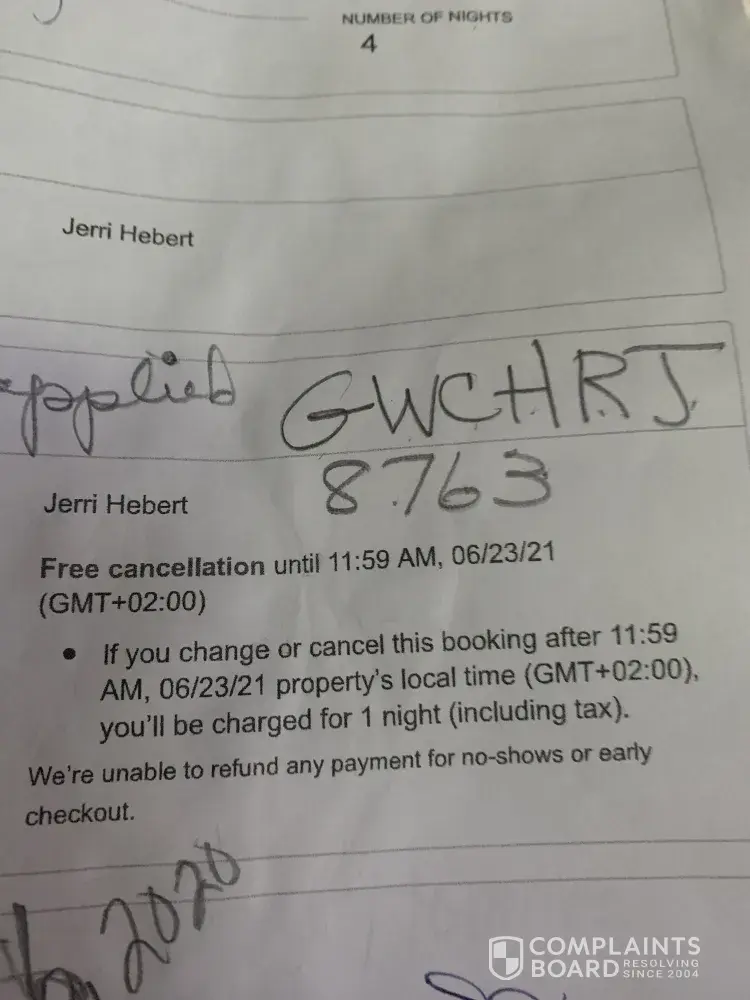 NUMBER OF NIGHTS
4
Jerri Hebert
applied GWCHRJ
8763
Jerri Hebert
Free cancellation until 11:59 AM, 06/23/21
(GMT+02:00)
• If you change or cancel this booking after 11:59
AM, 06/23/21 property's local time (GMT+02:00),
you'll be charged for 1 night (including tax).
We're unable to refund any payment for no-shows or early
checkout.
2020
COMPLAINTS
BOARD RESOLVING
SINCE 2004